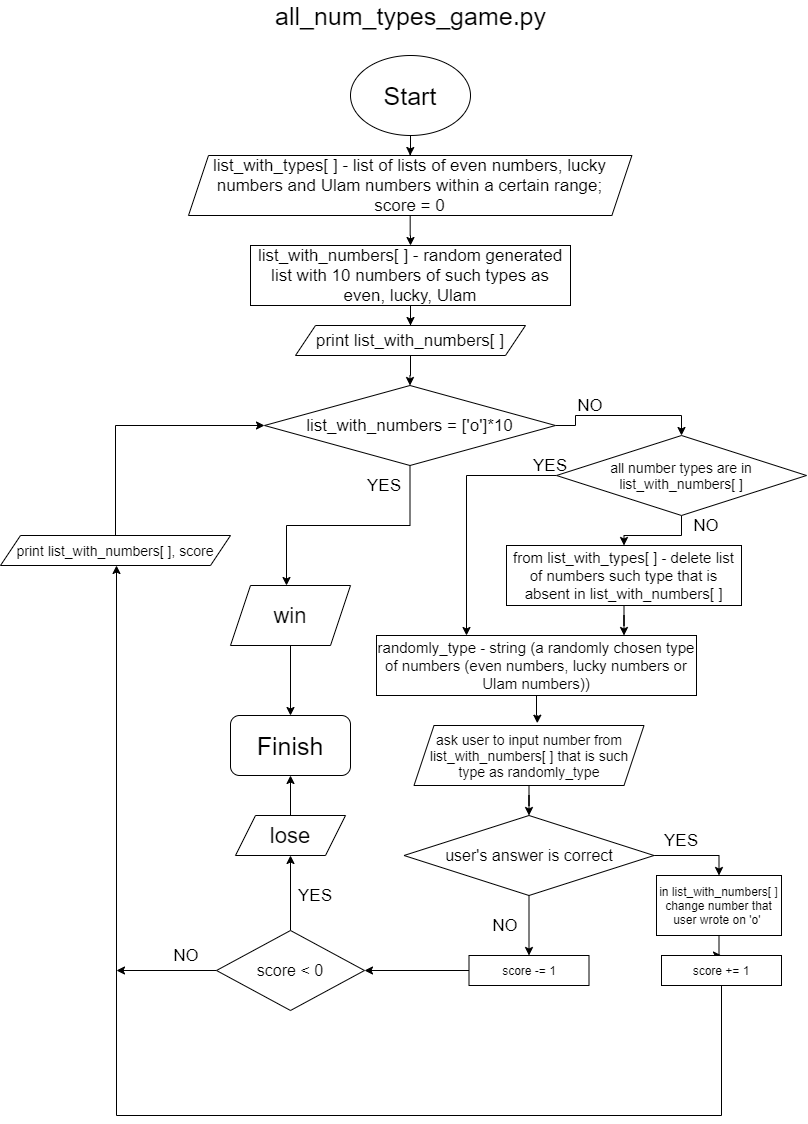 all_num_types_game.py
Start
list_with_types[ ] - list of lists of even numbers, lucky
numbers and Ulam numbers within a certain range;
score = 0
list_with_numbers[ ] - random generated
list with 10 numbers of such types as
even, lucky, Ulam
print list_with_numbers[ ]
list_with_numbers = ['o']*10
NO
YES
all number types are in
list_with_numbers[ ]
YES
NO
print list_with_numbers[ ], score
from list_with_types[ ] - delete list
of numbers such type that is
absent in list_with_numbers[ ]
win
randomly_type - string (a randomly chosen type
of numbers (even numbers, lucky numbers or
Ulam numbers))
Finish
ask user to input number from
list_with_numbers[ ] that is such
type as randomly_type
lose
user's answer is correct
YES
NO
in list_with_numbers[ ]
change number that
user wrote on 'o'
YES
score < 0
NO
score -= 1
score += 1